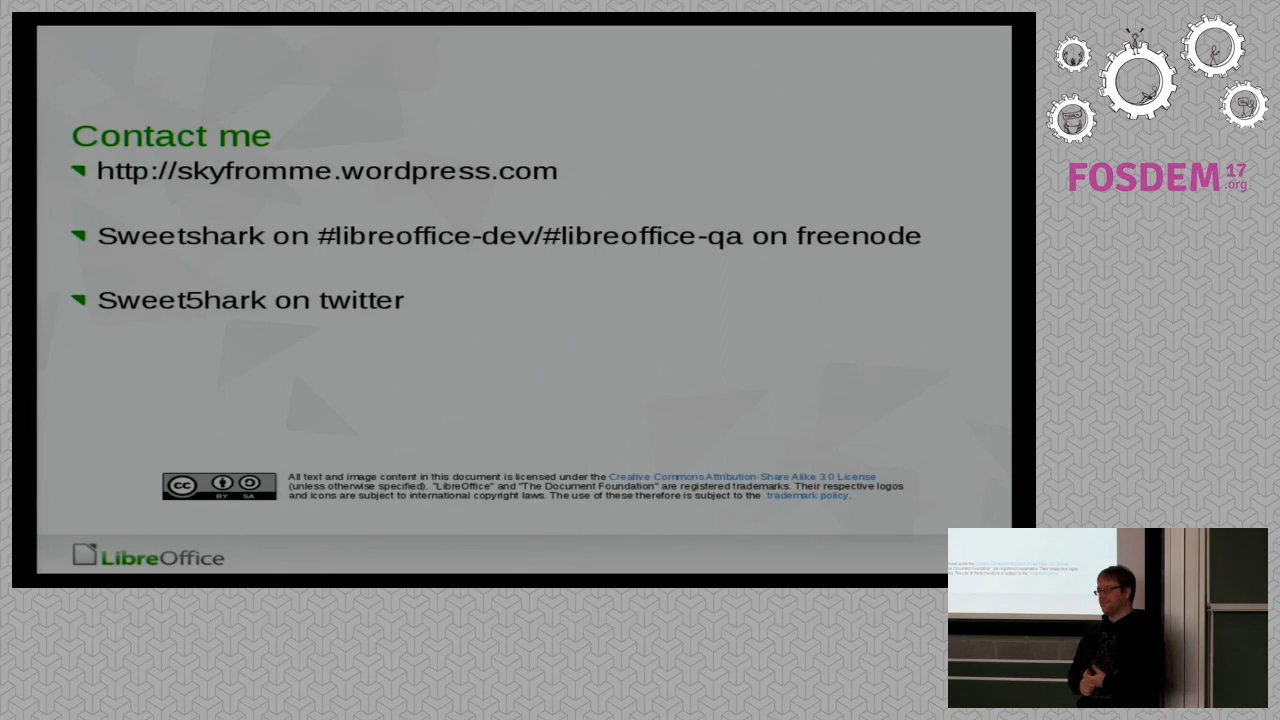 Contact me
http://skyfromme.wordpress.com
Sweetshark on #libreoffice-dev/#libreoffice-qa on freenode
Sweet5hark on twitter
CC BY SA
All text and image content in this document is licensed under the Creative Commons Attribution-Share Alike 3.0 License
(unless otherwise specified). "LibreOffice" and "The Document Foundation" are registered trademarks. Their respective logos
and icons are subject to international copyright laws. The use of these therefore is subject to the trademark policy.
LibreOffice
FOSDEM 17
.org